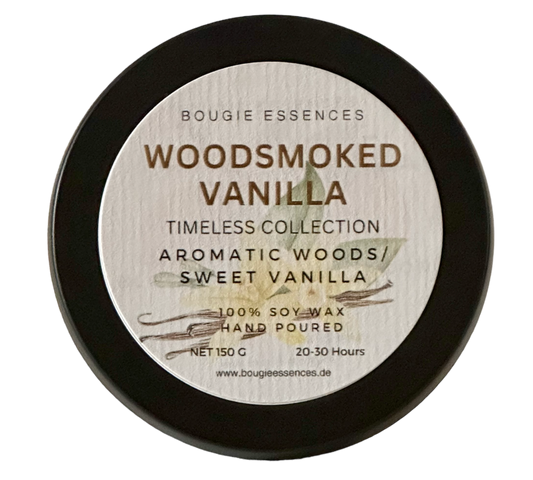 BOUGIE ESSENCES
WOODSMOKED
VANILLA
TIMELESS COLLECTION
AROMATIC WOODS/
SWEET VANILLA
100% SOY WAX
HAND POURED
NET 150 G 20-30 Hours
www.bougieessences.de